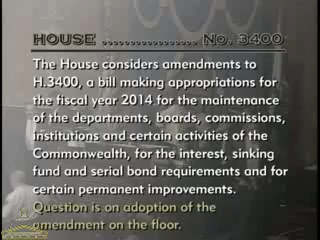 HOUSE ................. No. 3400
The House considers amendments to
H.3400, a bill making appropriations for
the fiscal year 2014 for the maintenance
of the departments, boards, commissions,
institutions and certain activities of the
Commonwealth, for the interest, sinking
fund and serial bond requirements and for
certain permanent improvements.
Question is on adoption of the
amendment on the floor.